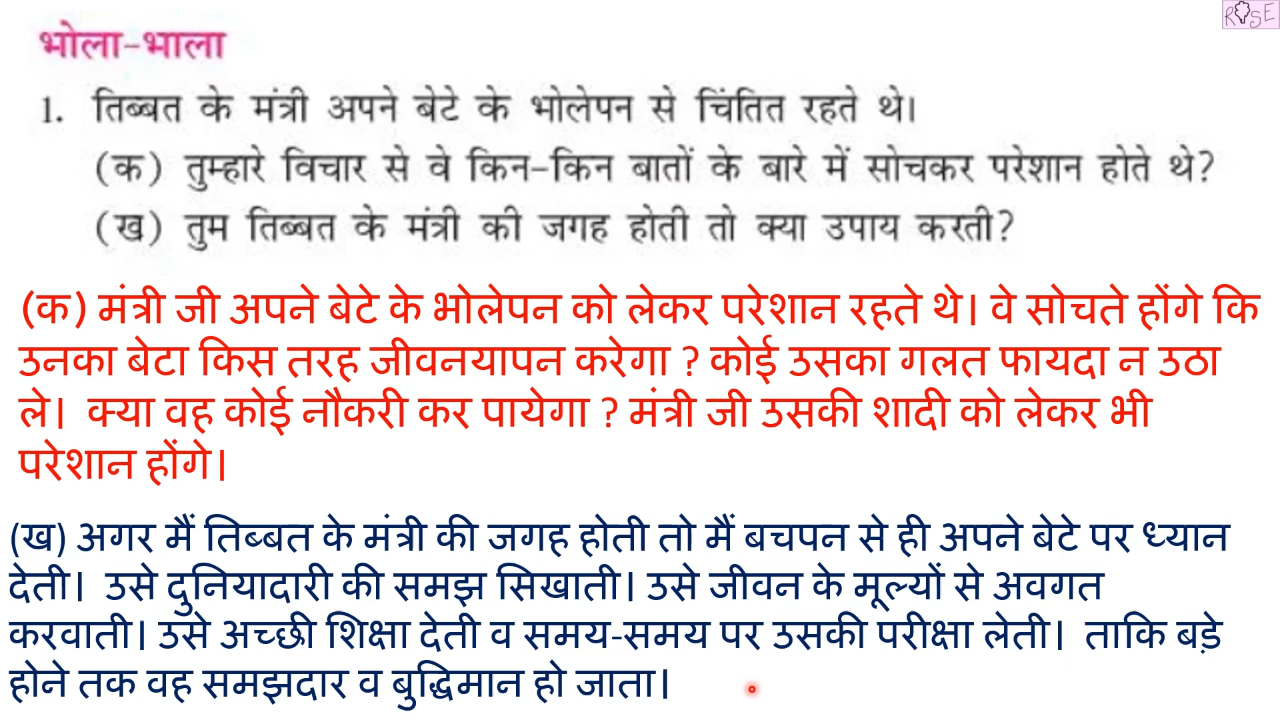 ROSE
भोला-भाला
1. तिब्बत के मंत्री अपने बेटे के भोलेपन से चिंतित रहते थे।
(क) तुम्हारे विचार से वे किन-किन बातों के बारे में सोचकर परेशान होते थे?
(ख) तुम तिब्बत के मंत्री की जगह होती तो क्या उपाय करती?
(क) मंत्री जी अपने बेटे के भोलेपन को लेकर परेशान रहते थे। वे सोचते होंगे कि
उनका बेटा किस तरह जीवनयापन करेगा ? कोई उसका गलत फायदा न उठा
ले। क्या वह कोई नौकरी कर पायेगा ? मंत्री जी उसकी शादी को लेकर भी
परेशान होंगे।
(ख) अगर मैं तिब्बत के मंत्री की जगह होती तो मैं बचपन से ही अपने बेटे पर ध्यान
देती। उसे दुनियादारी की समझ सिखाती। उसे जीवन के मूल्यों से अवगत
करवाती। उसे अच्छी शिक्षा देती व समय-समय पर उसकी परीक्षा लेती। ताकि बड़े
होने तक वह समझदार व बुद्धिमान हो जाता।